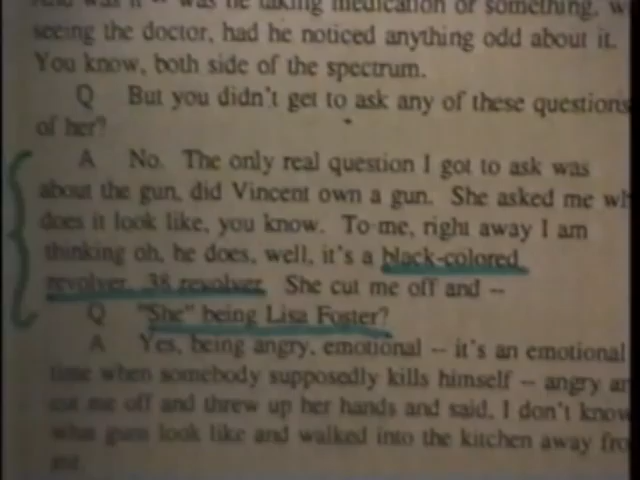 And was it -- was he taking medication or something, w
seeing the doctor, had he noticed anything odd about it.
You know, both side of the spectrum.
Q But you didn't get to ask any of these questions
of her?
A No. The only real question I got to ask was
about the gun, did Vincent own a gun. She asked me wh
does it look like, you know. To me, right away I am
thinking oh, he does, well, it's a black-colored
revolver, .38 revolver. She cut me off and --
Q "She" being Lisa Foster?
A Yes, being angry, emotional -- it's an emotional
time when somebody supposedly kills himself -- angry an
cut me off and threw up her hands and said, I don't know
what guns look like and walked into the kitchen away fro
me.